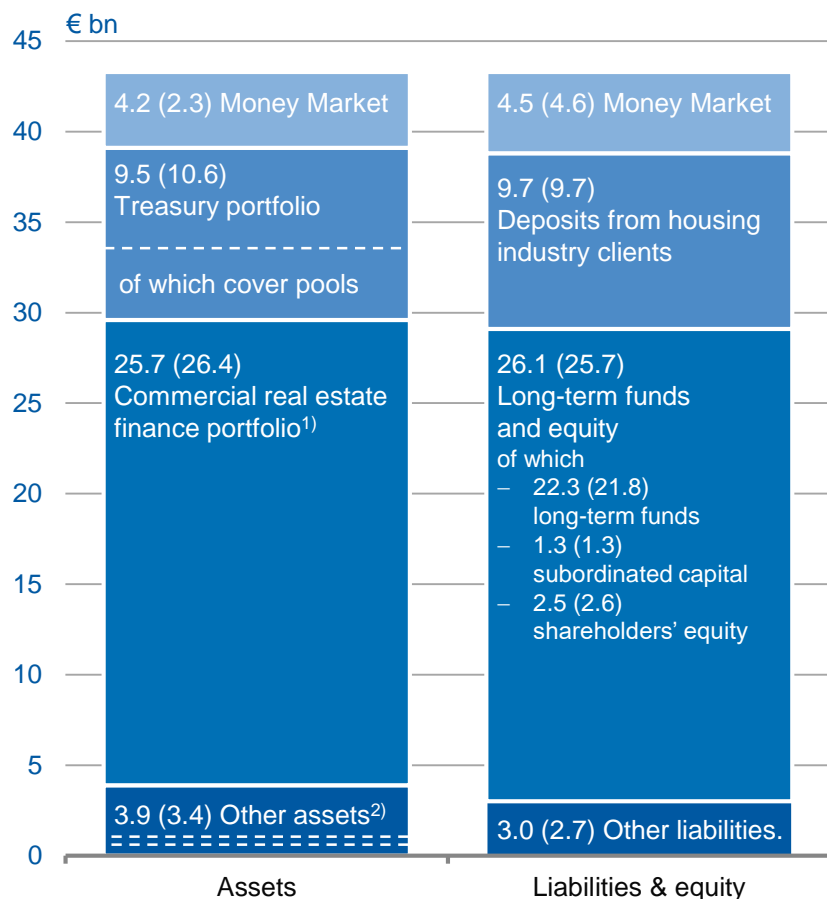 € bn
45
40
35
30
25
20
15
10
5
0
4.2 (2.3) Money Market
9.5 (10.6)
Treasury portfolio
of which cover pools
25.7 (26.4)
Commercial real estate
finance portfolio1)
3.9 (3.4) Other assets2)
Assets
4.5 (4.6) Money Market
9.7 (9.7)
Deposits from housing
industry clients
26.1 (25.7)
Long-term funds
and equity
of which
– 22.3 (21.8)
long-term funds
– 1.3 (1.3)
subordinated capital
– 2.5 (2.6)
shareholders’ equity
3.0 (2.7) Other liabilities.
Liabilities & equity